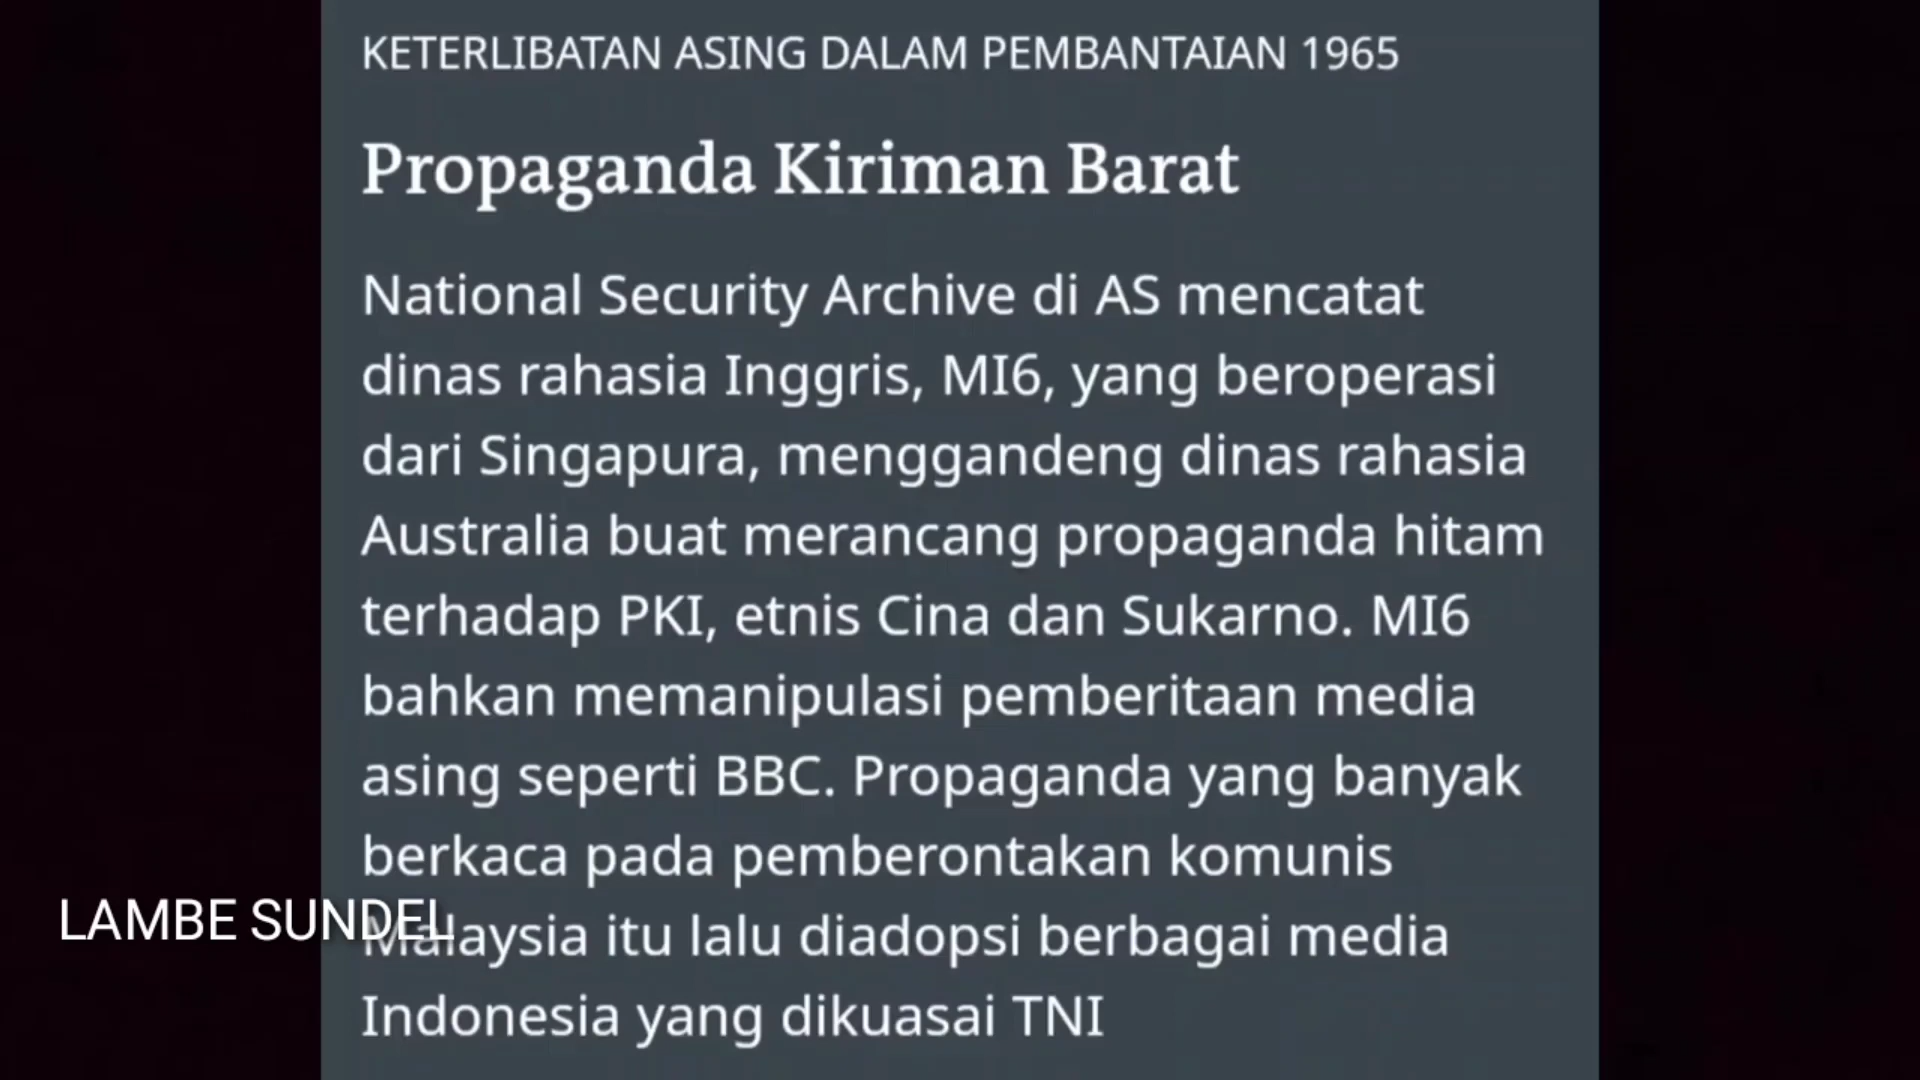 KETERLIBATAN ASING DALAM PEMBANTAIAN 1965
Propaganda Kiriman Barat
National Security Archive di AS mencatat
dinas rahasia Inggris, MI6, yang beroperasi
dari Singapura, menggandeng dinas rahasia
Australia buat merancang propaganda hitam
terhadap PKI, etnis Cina dan Sukarno. MI6
bahkan memanipulasi pemberitaan media
asing seperti BBC. Propaganda yang banyak
berkaca pada pemberontakan komunis
Malaysia itu lalu diadopsi berbagai media
Indonesia yang dikuasai TNI
LAMBE SUNDEL